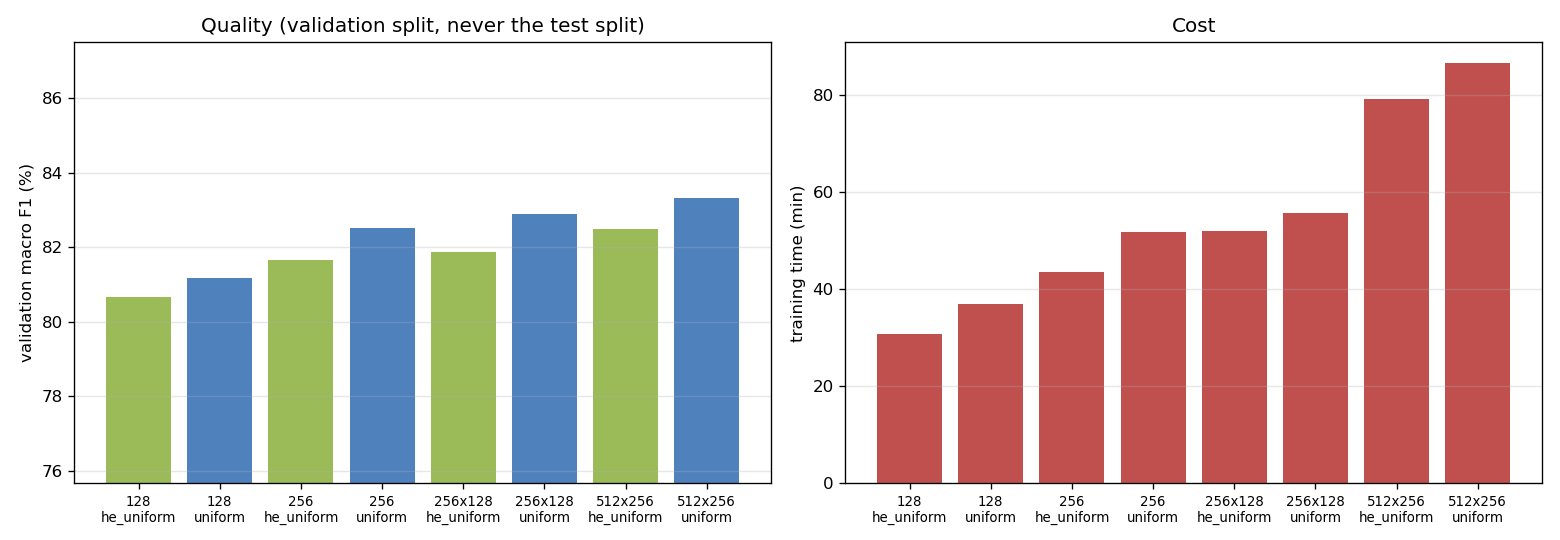 Quality (validation split, never the test split)
validation macro F1 (%)
86
84
82
80
78
76
128 he_uniform
128 uniform
256 he_uniform
256 uniform
256x128 he_uniform
256x128 uniform
512x256 he_uniform
512x256 uniform
Cost
training time (min)
80
60
40
20
0
128 he_uniform
128 uniform
256 he_uniform
256 uniform
256x128 he_uniform
256x128 uniform
512x256 he_uniform
512x256 uniform